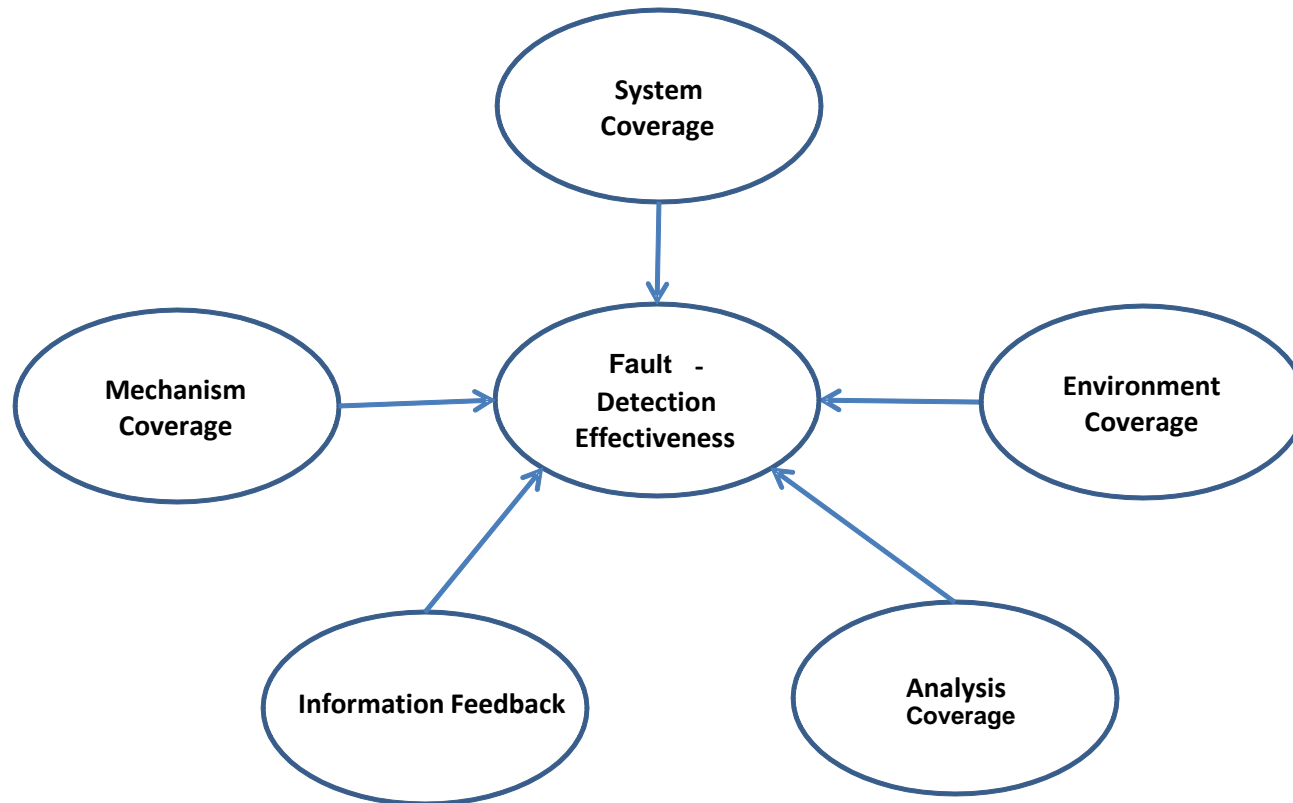 System
Coverage
Mechanism
Coverage
Fault -
Detection
Effectiveness
Environment
Coverage
Information Feedback
Analysis
Coverage